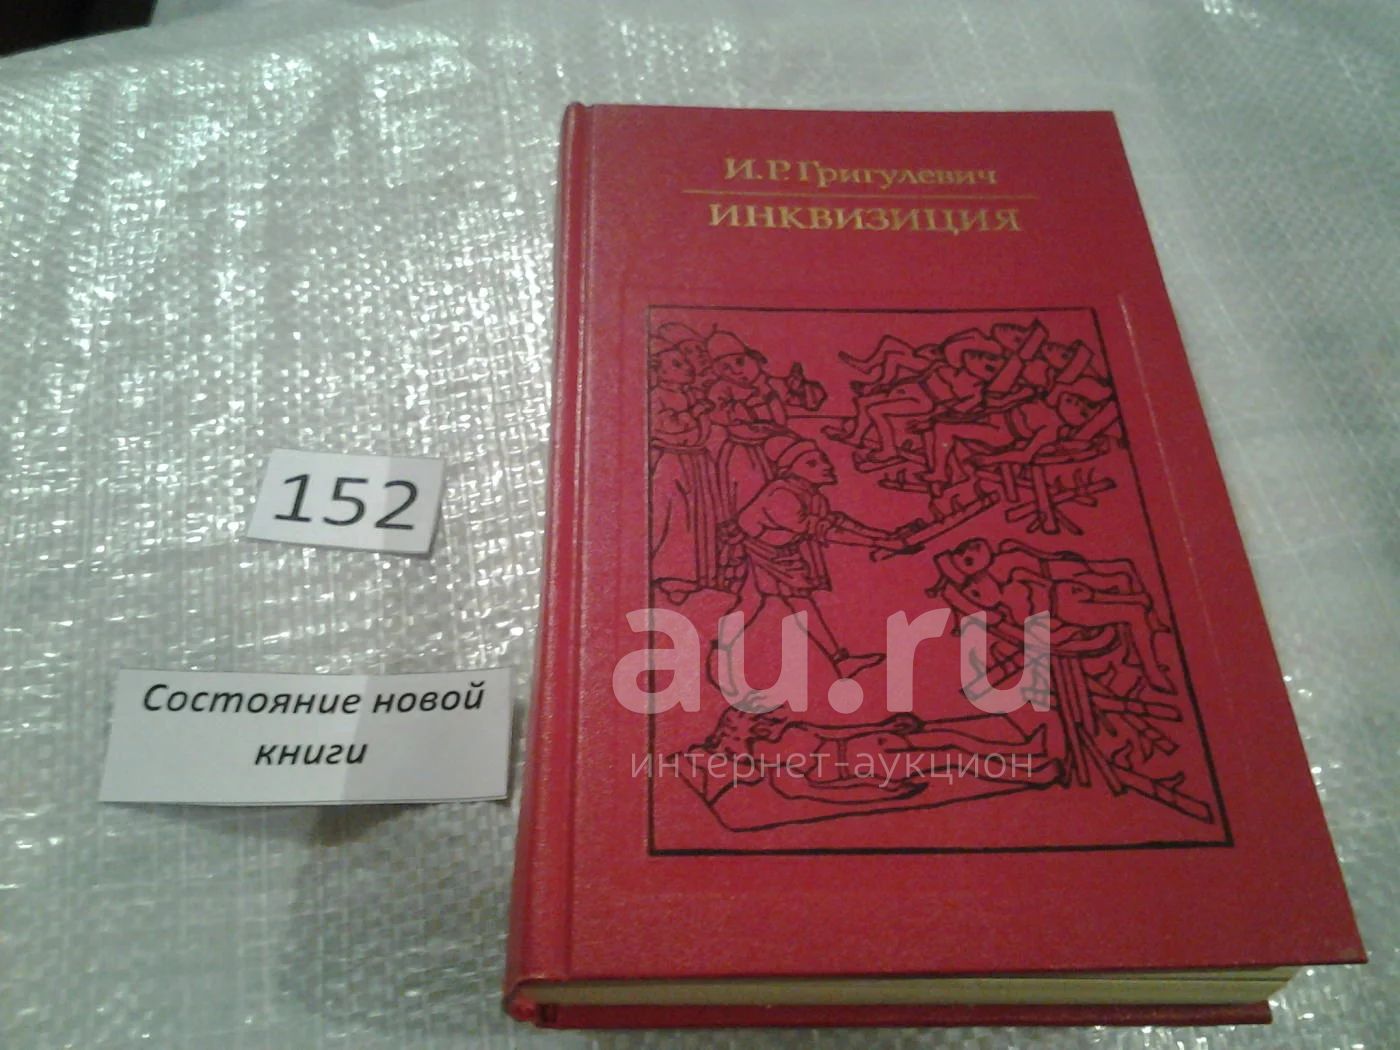 И.Р. Григулевич
ИНКВИЗИЦИЯ
152
Состояние новой
книги
au.ru
интернет-аукцион